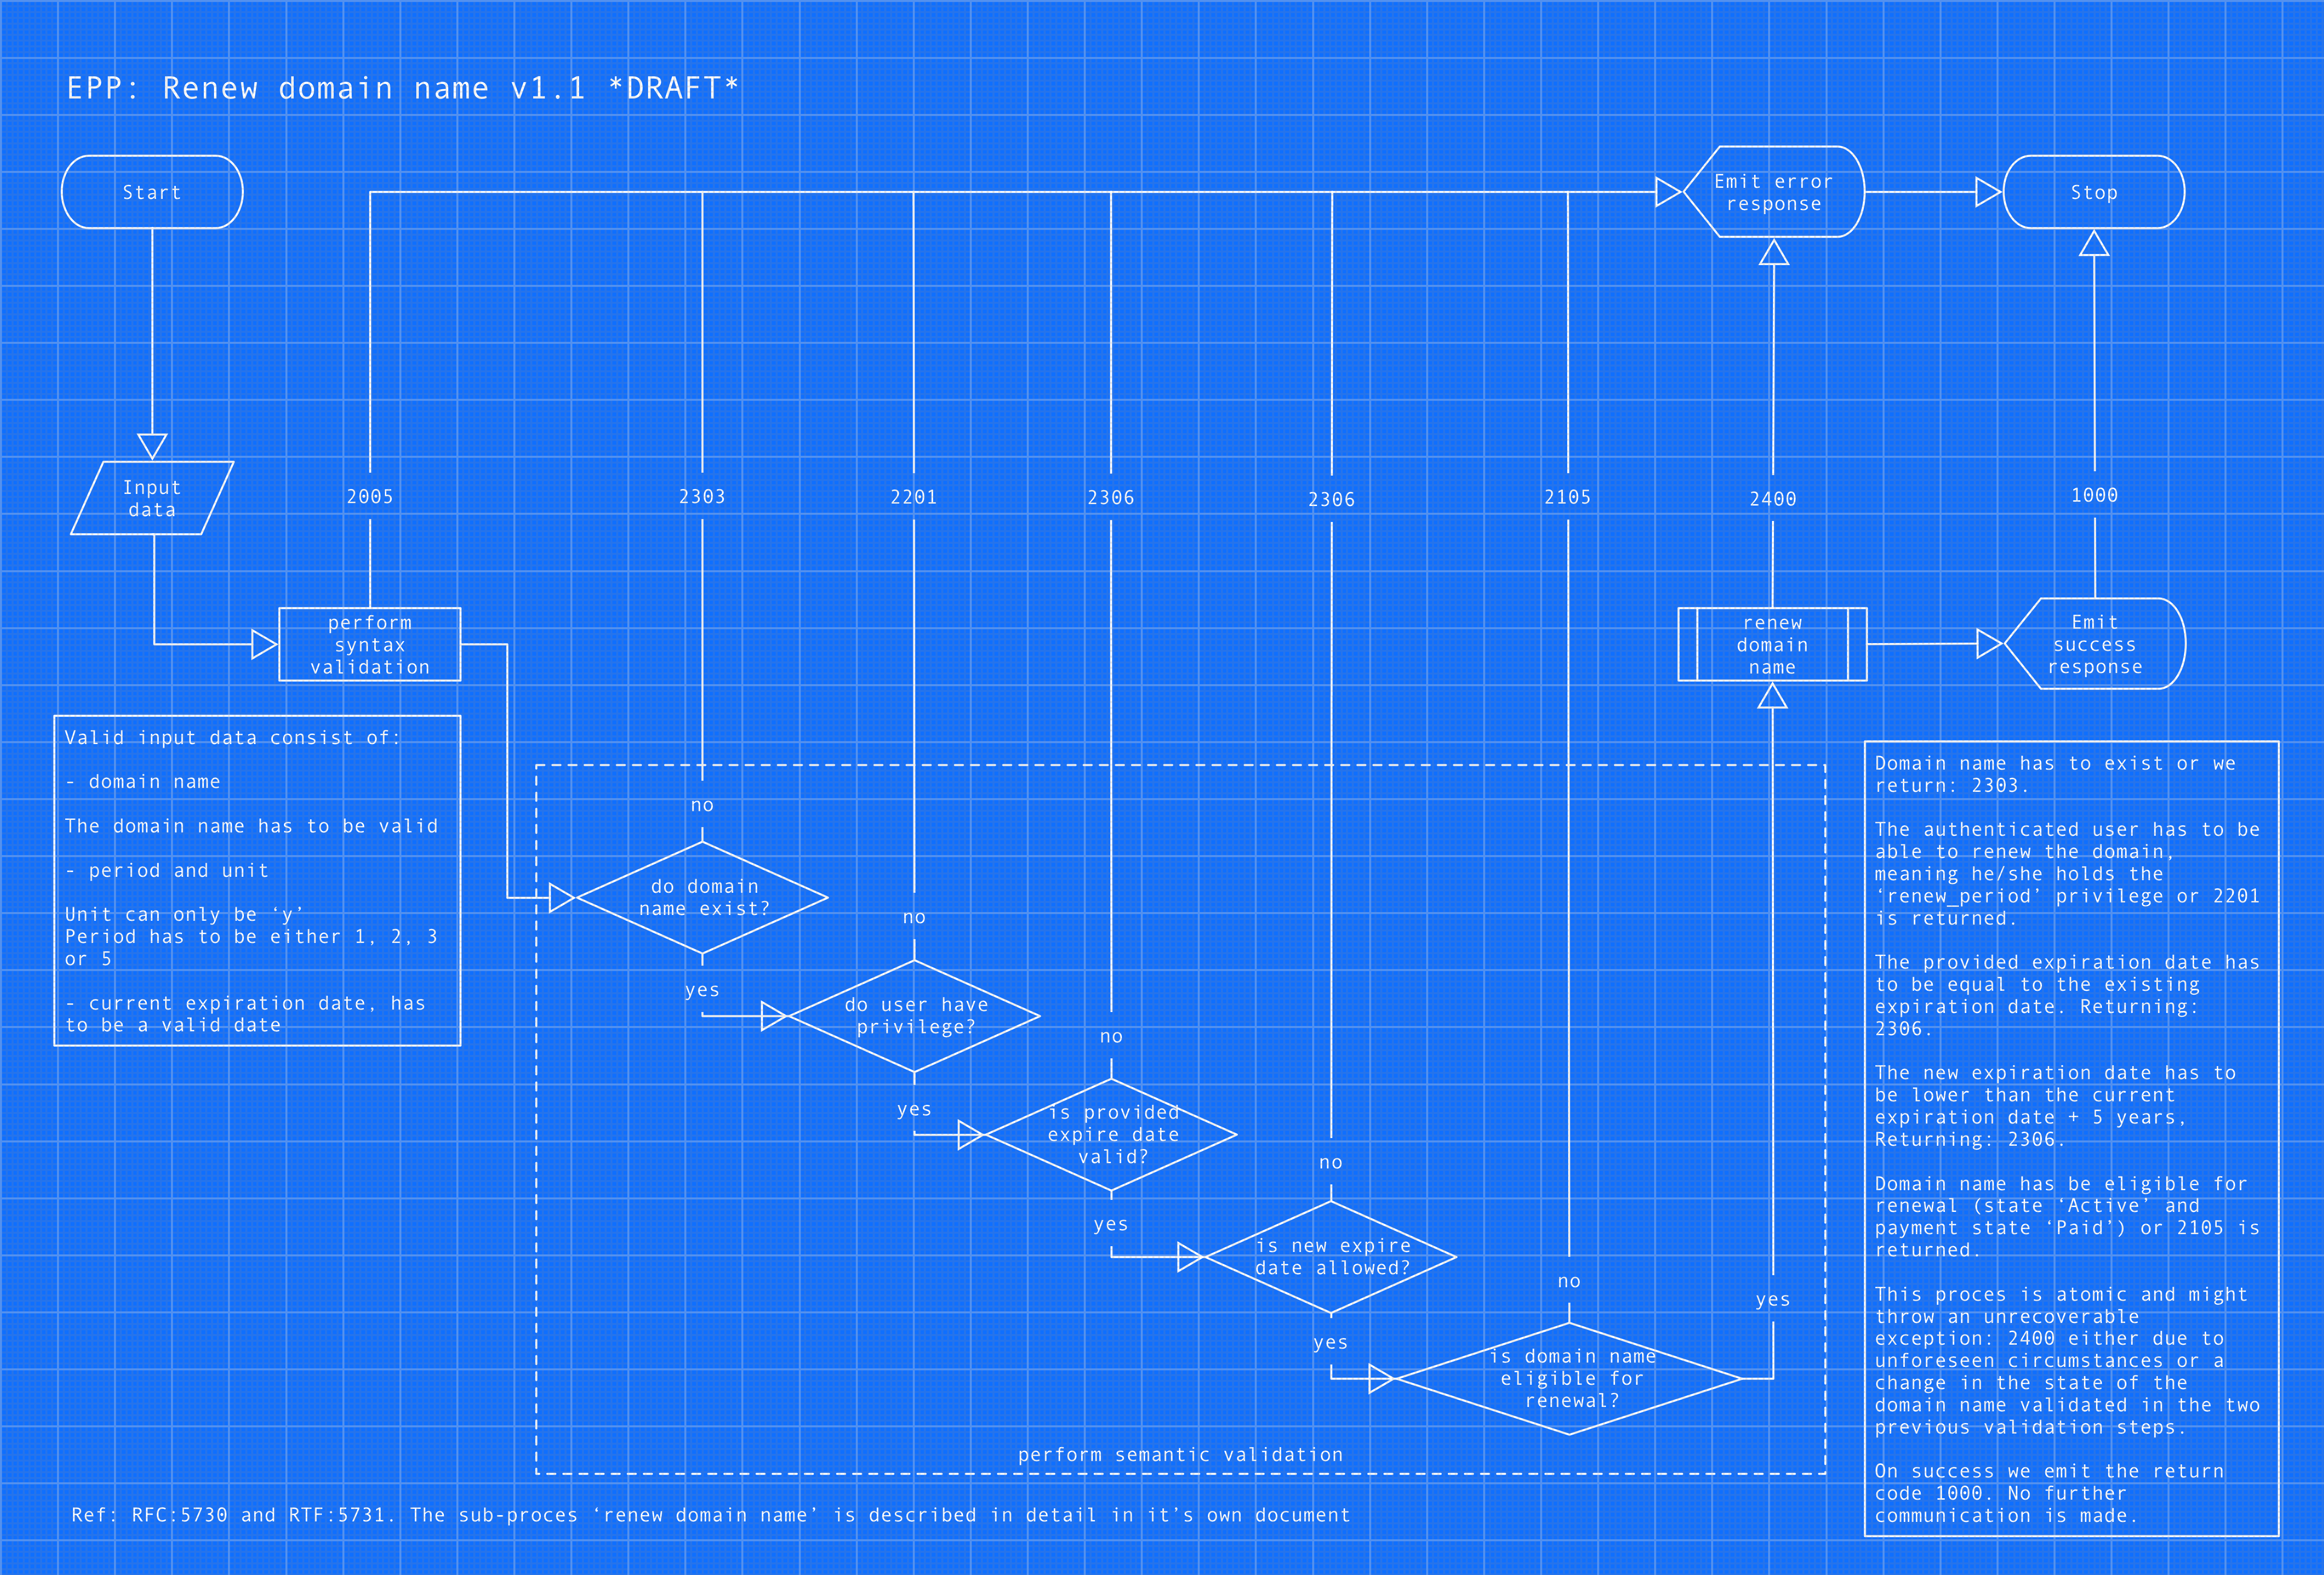 EPP: Renew domain name v1.1 *DRAFT*
Start
Emit error
response
Stop
Input
data
2005
2303
2201
2306
2306
2105
2400
1000
perform
syntax
validation
renew
domain
name
Emit
success
response
Valid input data consist of:
- domain name
The domain name has to be valid
- period and unit
Unit can only be ‘y’
Period has to be either 1, 2, 3
or 5
- current expiration date, has
to be a valid date
no
do domain
name exist?
yes
no
do user have
privilege?
yes
no
is provided
expire date
valid?
yes
no
is new expire
date allowed?
yes
no
is domain name
eligible for
renewal?
yes
perform semantic validation
Domain name has to exist or we
return: 2303.
The authenticated user has to be
able to renew the domain,
meaning he/she holds the
‘renew_period’ privilege or 2201
is returned.
The provided expiration date has
to be equal to the existing
expiration date. Returning:
2306.
The new expiration date has to
be lower than the current
expiration date + 5 years,
Returning: 2306.
Domain name has be eligible for
renewal (state ‘Active’ and
payment state ‘Paid’) or 2105 is
returned.
This proces is atomic and might
throw an unrecoverable
exception: 2400 either due to
unforeseen circumstances or a
change in the state of the
domain name validated in the two
previous validation steps.
On success we emit the return
code 1000. No further
communication is made.
Ref: RFC:5730 and RTF:5731. The sub-proces ‘renew domain name’ is described in detail in it’s own document